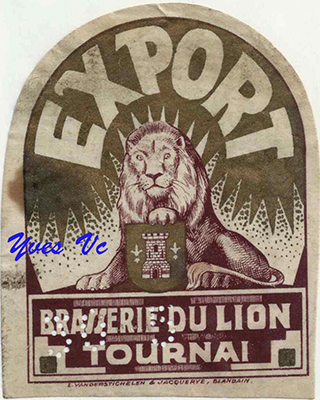 EXPORT
Yves Vc
BRASSERIE DU LION
TOURNAI
E. VANDERSTICHELEN & JACQUERYE, BLANDAIN.